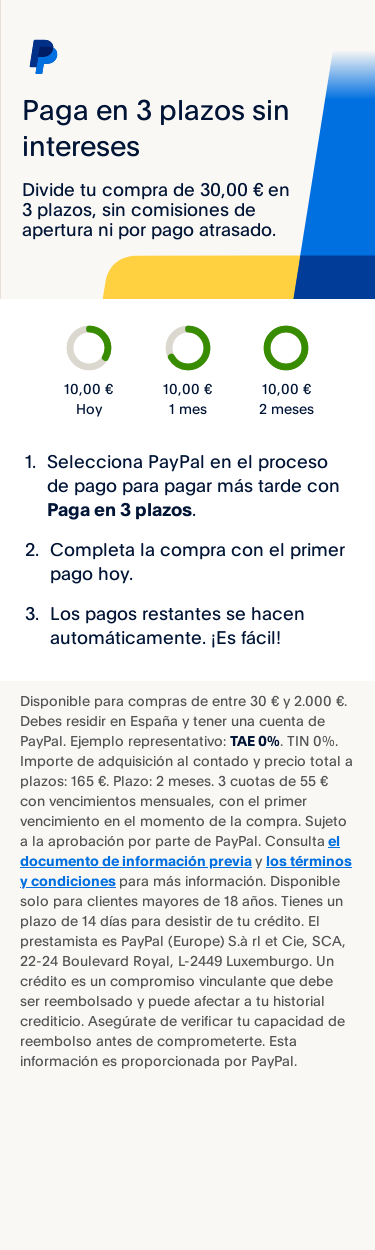 Paga en 3 plazos sin
intereses
Divide tu compra de 30,00 € en
3 plazos, sin comisiones de
apertura ni por pago atrasado.
10,00 € 10,00 € 10,00 €
Hoy 1 mes 2 meses
1. Selecciona PayPal en el proceso
de pago para pagar más tarde con
Paga en 3 plazos.
2. Completa la compra con el primer
pago hoy.
3. Los pagos restantes se hacen
automáticamente. ¡Es fácil!
Disponible para compras de entre 30 € y 2.000 €.
Debes residir en España y tener una cuenta de
PayPal. Ejemplo representativo: TAE 0%. TIN 0%.
Importe de adquisición al contado y precio total a
plazos: 165 €. Plazo: 2 meses. 3 cuotas de 55 €
con vencimientos mensuales, con el primer
vencimiento en el momento de la compra. Sujeto
a la aprobación por parte de PayPal. Consulta el
documento de información previa y los términos
y condiciones para más información. Disponible
solo para clientes mayores de 18 años. Tienes un
plazo de 14 días para desistir de tu crédito. El
prestamista es PayPal (Europe) S.à rl et Cie, SCA,
22-24 Boulevard Royal, L-2449 Luxemburgo. Un
crédito es un compromiso vinculante que debe
ser reembolsado y puede afectar a tu historial
crediticio. Asegúrate de verificar tu capacidad de
reembolso antes de comprometerte. Esta
información es proporcionada por PayPal.